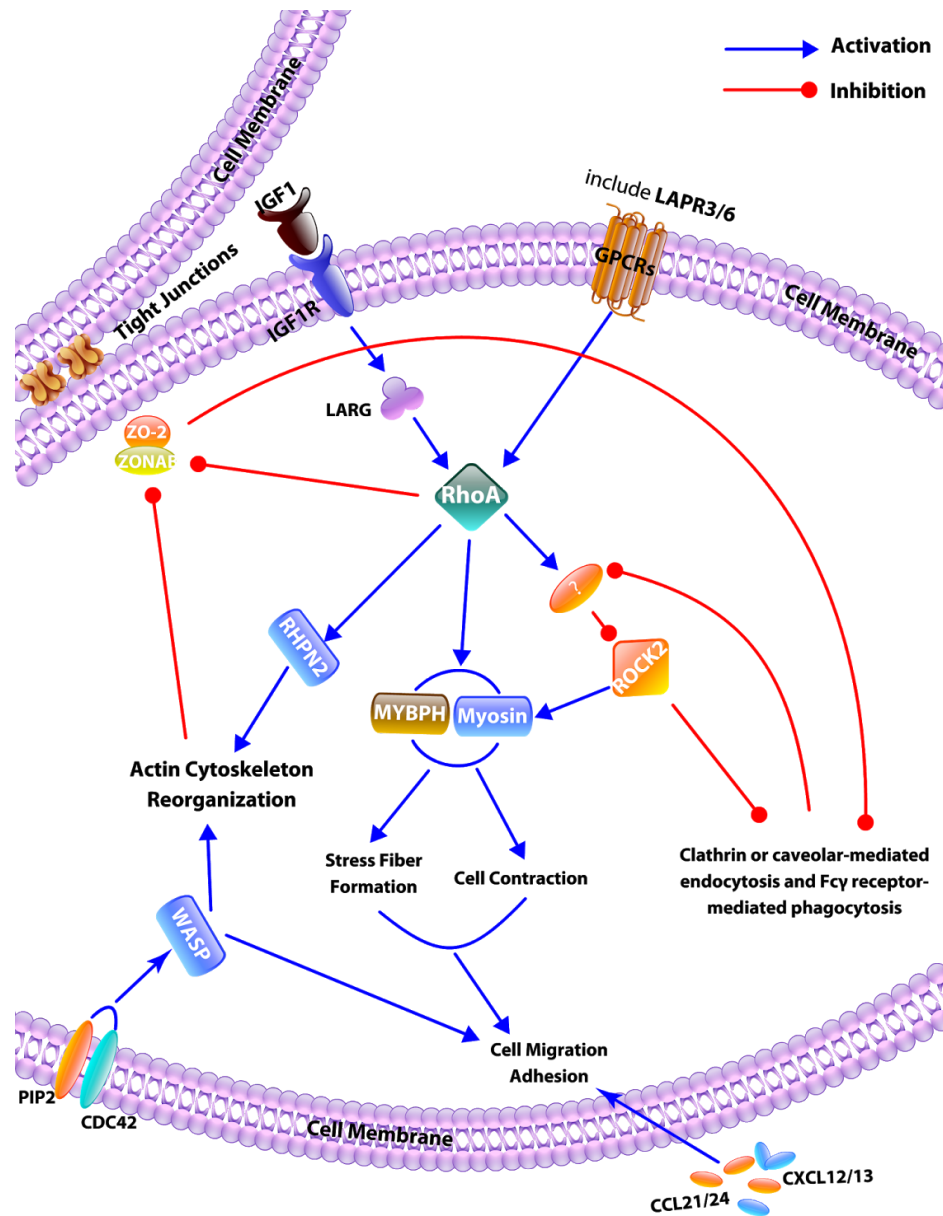 Activation
Inhibition
Cell Membrane
IGF1
include LAPR3/6
GPCRs
Tight Junctions
IGF1R
Cell Membrane
LARG
ZO-2
ZONAB
RhoA
?
RHPN2
ROCK2
MYBPH
Myosin
Actin Cytoskeleton
Reorganization
Stress Fiber
Formation
Cell Contraction
Clathrin or caveolar-mediated
endocytosis and Fcγ receptor-
mediated phagocytosis
WASP
Cell Migration
Adhesion
PIP2
CDC42
Cell Membrane
CCL21/24
CXCL12/13